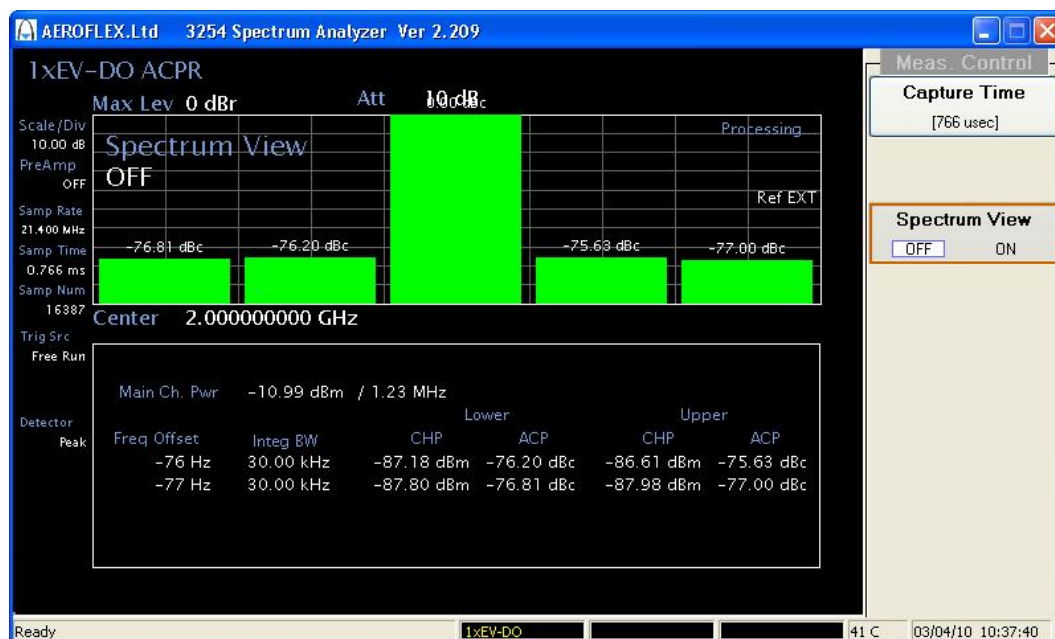 AEROFLEX.Ltd 3254 Spectrum Analyzer Ver 2.209
1xEV-DO ACPR
Max Lev 0 dBr Att 10 dB
0.00 dBc
Scale/Div
10.00 dB
PreAmp
OFF
Samp Rate
21.400 MHz
Samp Time
0.766 ms
Samp Num
16387
Trig Src
Free Run
Detector
Peak
Spectrum View
OFF
Processing
Ref EXT
-76.81 dBc -76.20 dBc -75.63 dBc -77.00 dBc
Center 2.000000000 GHz
Main Ch. Pwr -10.99 dBm / 1.23 MHz
Lower Upper
Freq Offset Integ BW CHP ACP CHP ACP
-76 Hz 30.00 kHz -87.18 dBm -76.20 dBc -86.61 dBm -75.63 dBc
-77 Hz 30.00 kHz -87.80 dBm -76.81 dBc -87.98 dBm -77.00 dBc
Meas. Control
Capture Time
[766 usec]
Spectrum View
OFF ON
Ready 1xEV-DO 41 C 03/04/10 10:37:40